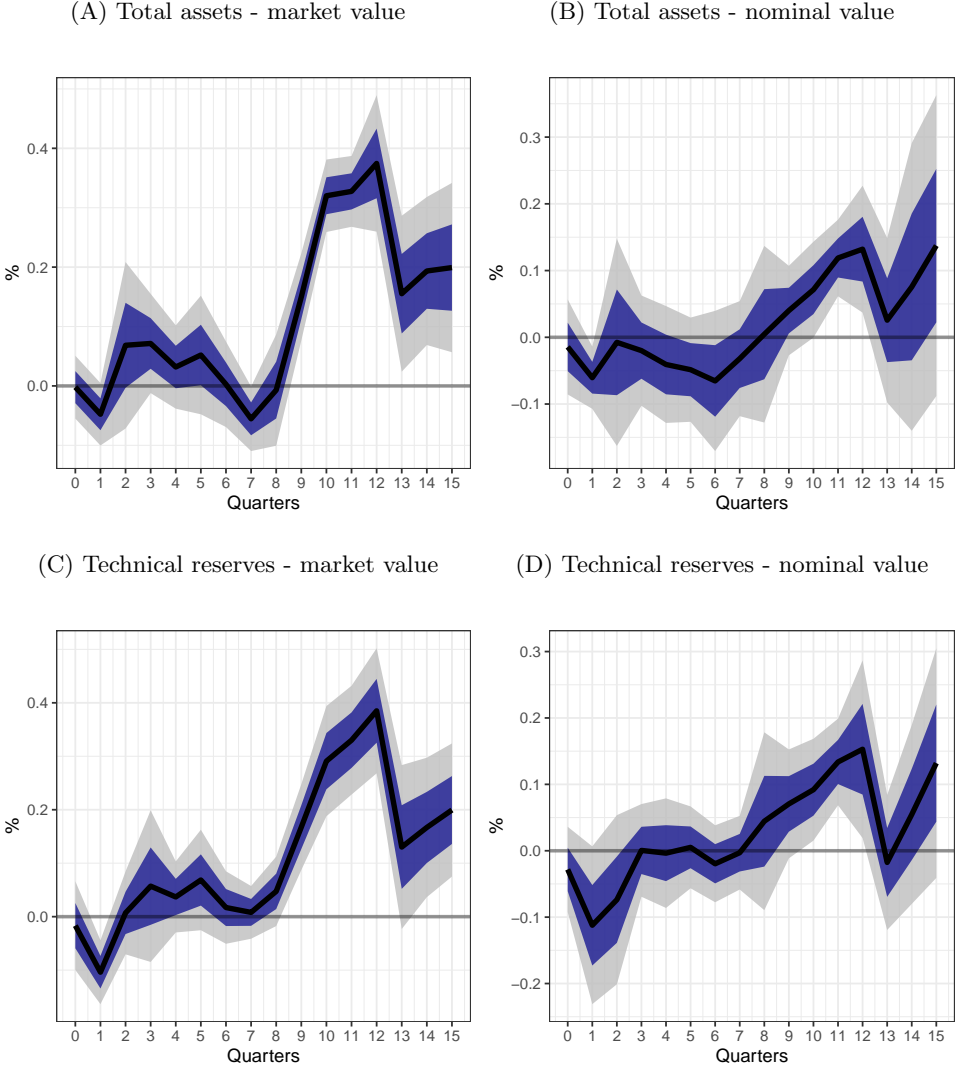 (A) Total assets - market value
(B) Total assets - nominal value
%
0.4
0.2
0.0
0 1 2 3 4 5 6 7 8 9 10 11 12 13 14 15
Quarters
%
0.3
0.2
0.1
0.0
−0.1
0 1 2 3 4 5 6 7 8 9 10 11 12 13 14 15
Quarters
(C) Technical reserves - market value
(D) Technical reserves - nominal value
%
0.4
0.2
0.0
0 1 2 3 4 5 6 7 8 9 10 11 12 13 14 15
Quarters
%
0.3
0.2
0.1
0.0
−0.1
−0.2
0 1 2 3 4 5 6 7 8 9 10 11 12 13 14 15
Quarters